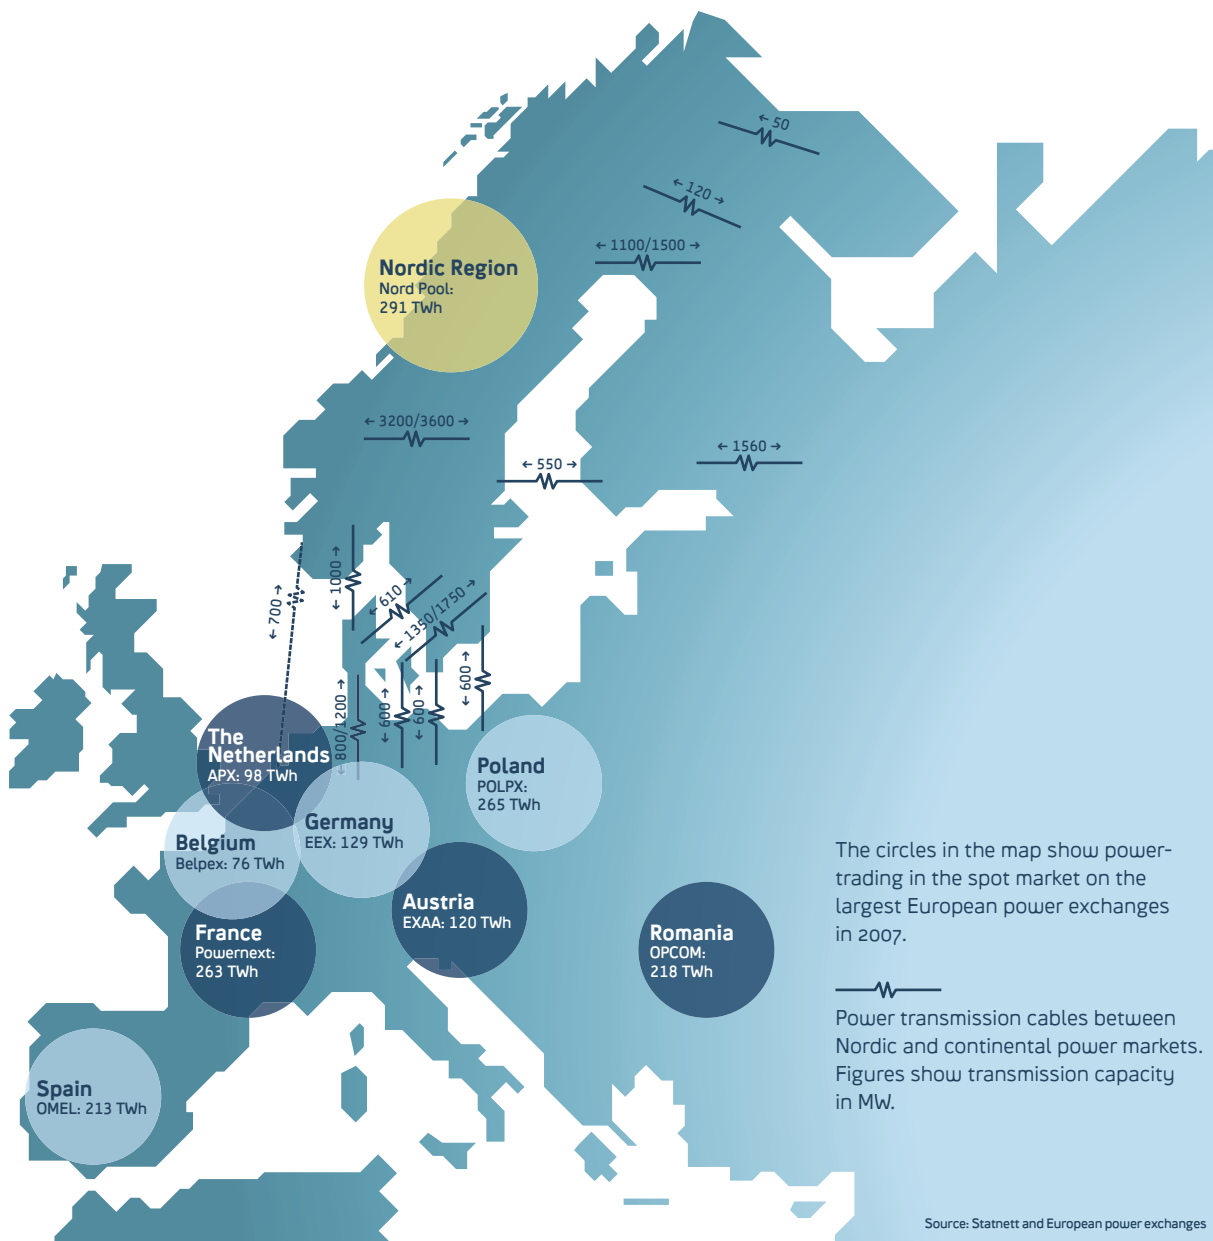 ← 50
← 120 →
← 1100/1500 →
Nordic Region
Nord Pool:
291 TWh
← 3200/3600 →
← 1560 →
← 550 →
← 700 →
← 1000 →
← 610 →
← 1350/1750 →
← 600 →
← 800/1200 →
← 600 →
← 600 →
The
Netherlands
APX: 98 TWh
Poland
POLPX:
265 TWh
Germany
EEX: 129 TWh
Belgium
Belpex: 76 TWh
Austria
EXAA: 120 TWh
France
Powernext:
263 TWh
Romania
OPCOM:
218 TWh
Spain
OMEL: 213 TWh
The circles in the map show power-
trading in the spot market on the
largest European power exchanges
in 2007.
Power transmission cables between
Nordic and continental power markets.
Figures show transmission capacity
in MW.
Source: Statnett and European power exchanges